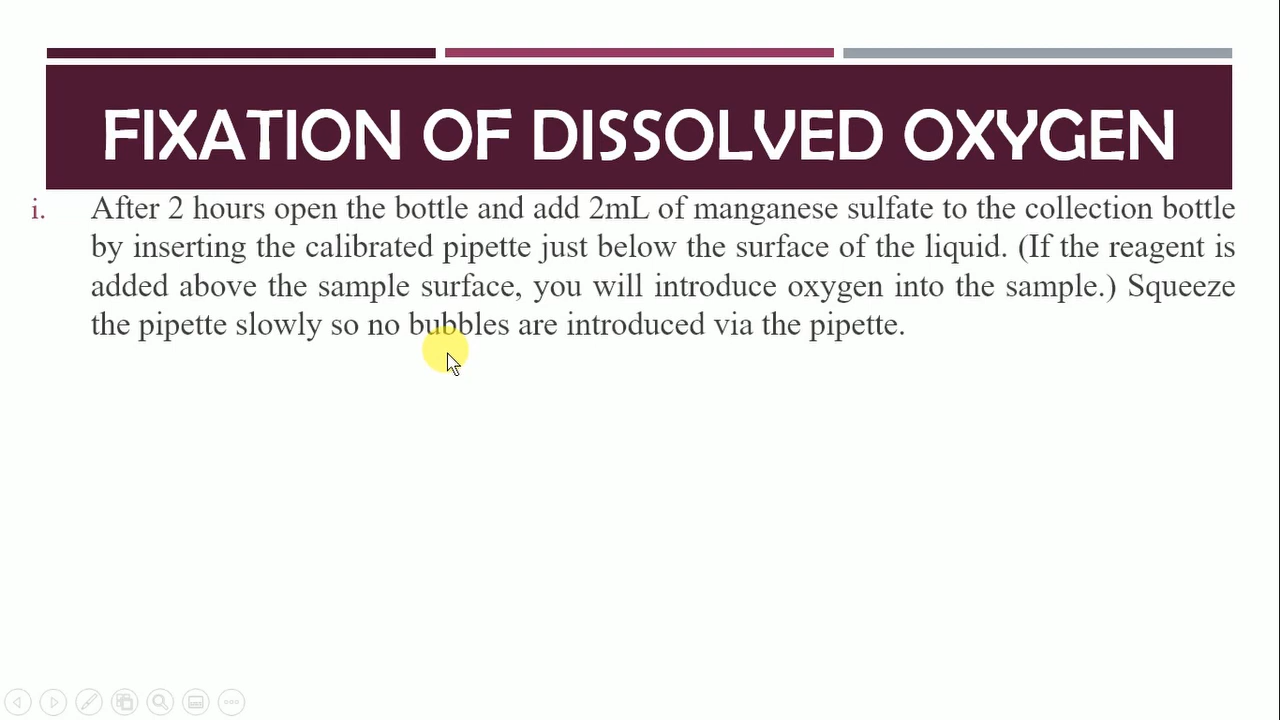 FIXATION OF DISSOLVED OXYGEN
i. After 2 hours open the bottle and add 2mL of manganese sulfate to the collection bottle
by inserting the calibrated pipette just below the surface of the liquid. (If the reagent is
added above the sample surface, you will introduce oxygen into the sample.) Squeeze
the pipette slowly so no bubbles are introduced via the pipette.